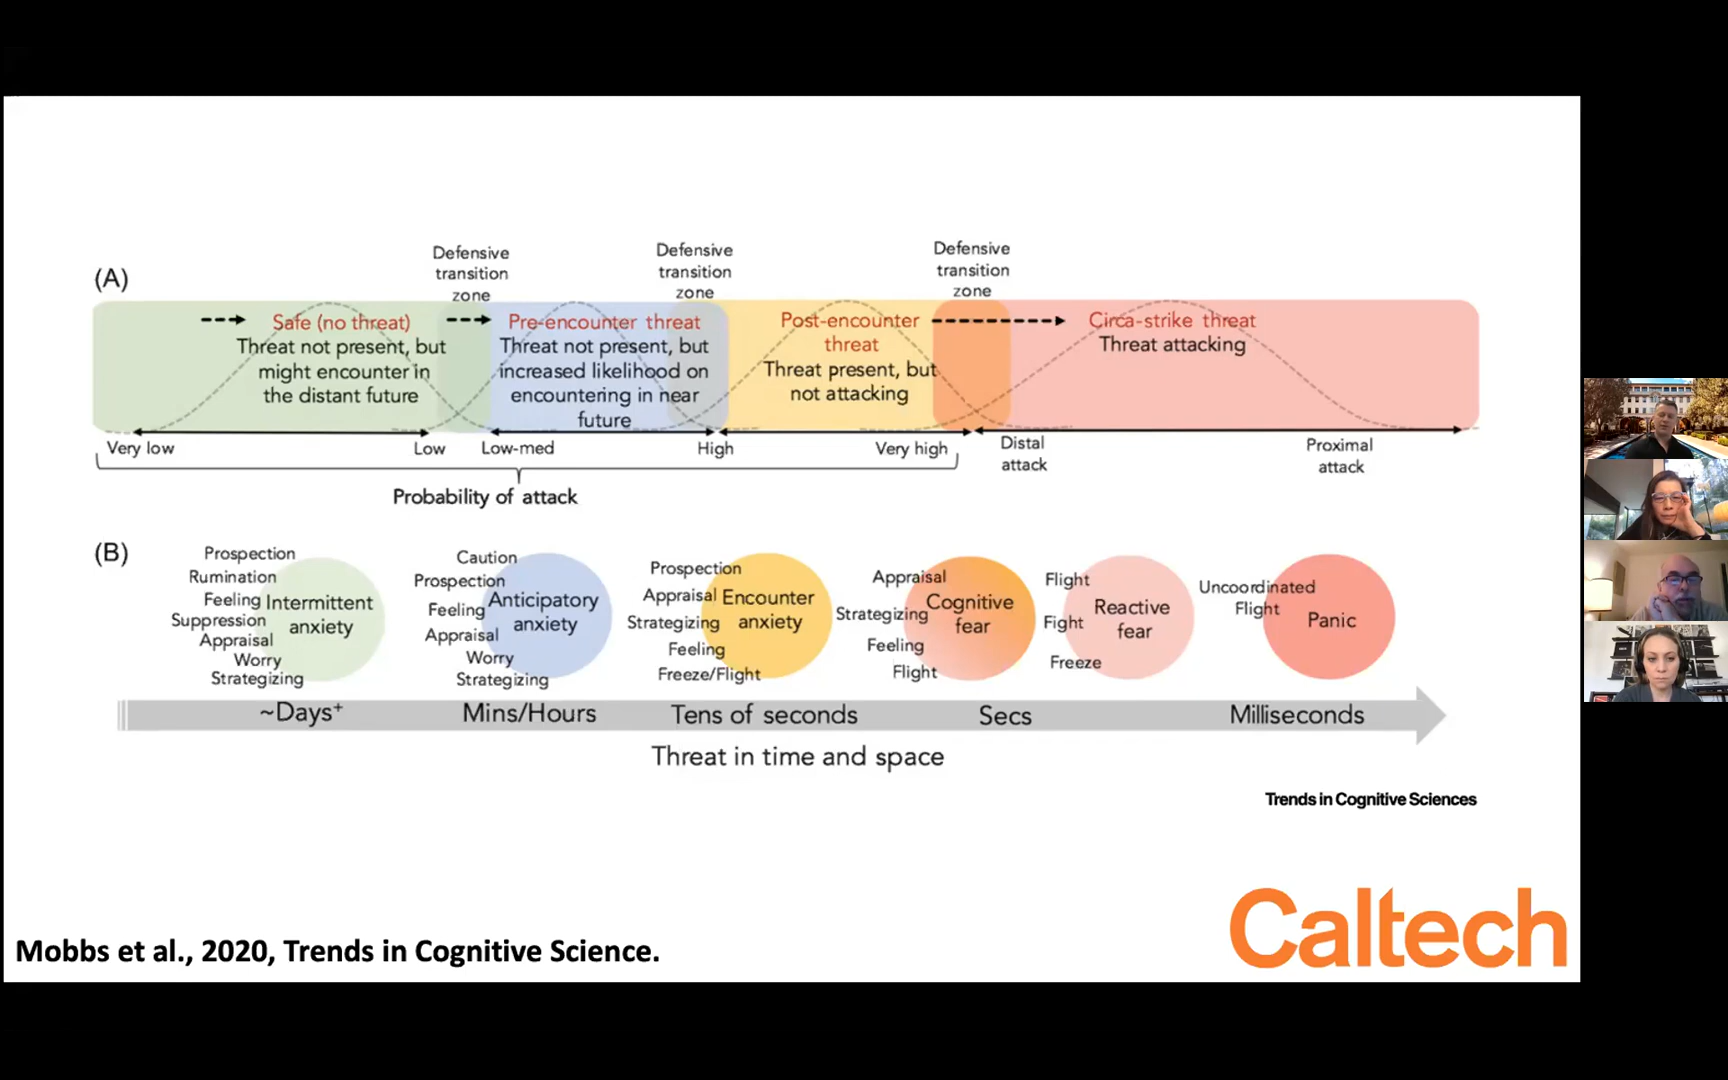 (A)
Defensive
transition
zone
Defensive
transition
zone
Defensive
transition
zone
Safe (no threat)
Threat not present, but
might encounter in
the distant future
Pre-encounter threat
Threat not present, but
increased likelihood on
encountering in near
future
Post-encounter
threat
Threat present, but
not attacking
Circa-strike threat
Threat attacking
Very low
Low
Low-med
High
Very high
Distal
attack
Proximal
attack
Probability of attack
(B)
Prospection
Rumination
Feeling
Suppression
Appraisal
Worry
Strategizing
Intermittent
anxiety
Caution
Prospection
Feeling
Appraisal
Worry
Strategizing
Anticipatory
anxiety
Prospection
Appraisal
Strategizing
Feeling
Freeze/Flight
Encounter
anxiety
Appraisal
Strategizing
Feeling
Flight
Cognitive
fear
Flight
Fight
Freeze
Reactive
fear
Uncoordinated
Flight
Panic
~Days+
Mins/Hours
Tens of seconds
Secs
Milliseconds
Threat in time and space
Trends in Cognitive Sciences
Mobbs et al., 2020, Trends in Cognitive Science.
Caltech